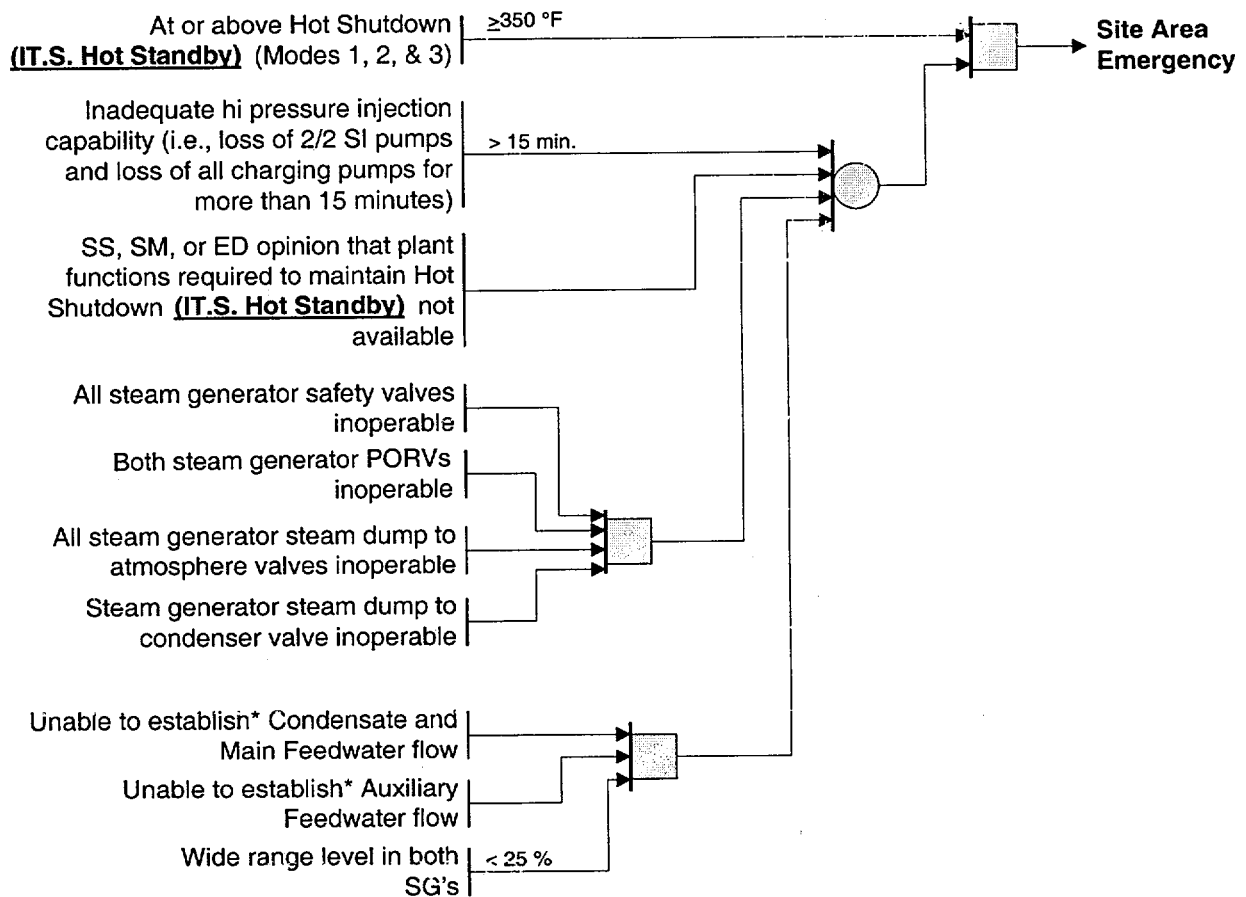 At or above Hot Shutdown
(IT.S. Hot Standby) (Modes 1, 2, & 3)
≥350 °F
Site Area
Emergency
Inadequate hi pressure injection
capability (i.e., loss of 2/2 SI pumps
and loss of all charging pumps for
more than 15 minutes)
> 15 min.
SS, SM, or ED opinion that plant
functions required to maintain Hot
Shutdown (IT.S. Hot Standby) not
available
All steam generator safety valves
inoperable
Both steam generator PORVs
inoperable
All steam generator steam dump to
atmosphere valves inoperable
Steam generator steam dump to
condenser valve inoperable
Unable to establish* Condensate and
Main Feedwater flow
Unable to establish* Auxiliary
Feedwater flow
Wide range level in both
SG's
< 25 %